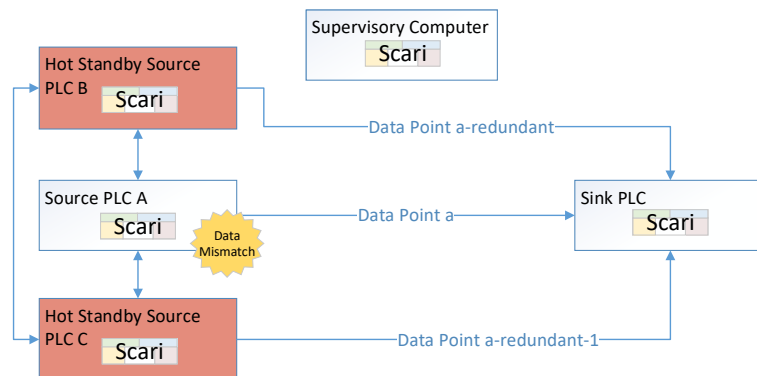 Supervisory Computer
Scari
Hot Standby Source
PLC B
Scari
Data Point a-redundant
Source PLC A
Scari
Data
Mismatch
Data Point a
Sink PLC
Scari
Hot Standby Source
PLC C
Scari
Data Point a-redundant-1